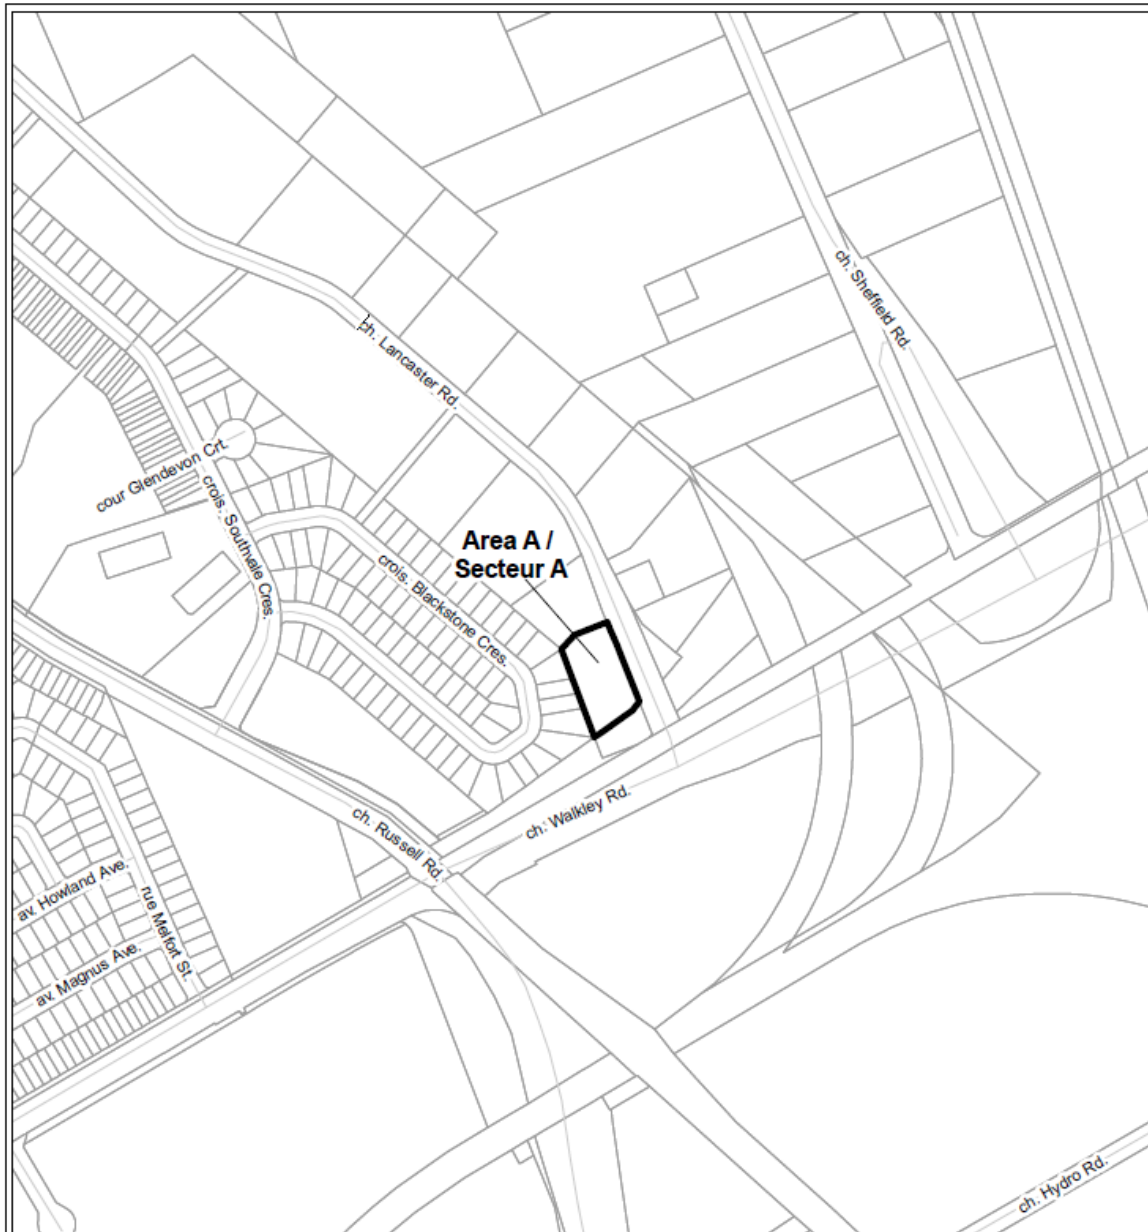 ch. Sheffield Rd.
ch. Lancaster Rd.
cour Glendevon Crt.
crois. Southvale Cres.
Area A /
Secteur A
crois. Blackstone Cres.
ch. Walkley Rd.
ch. Russell Rd.
av. Howland Ave.
rue Melfort St.
av. Magnus Ave.
ch. Hydro Rd.